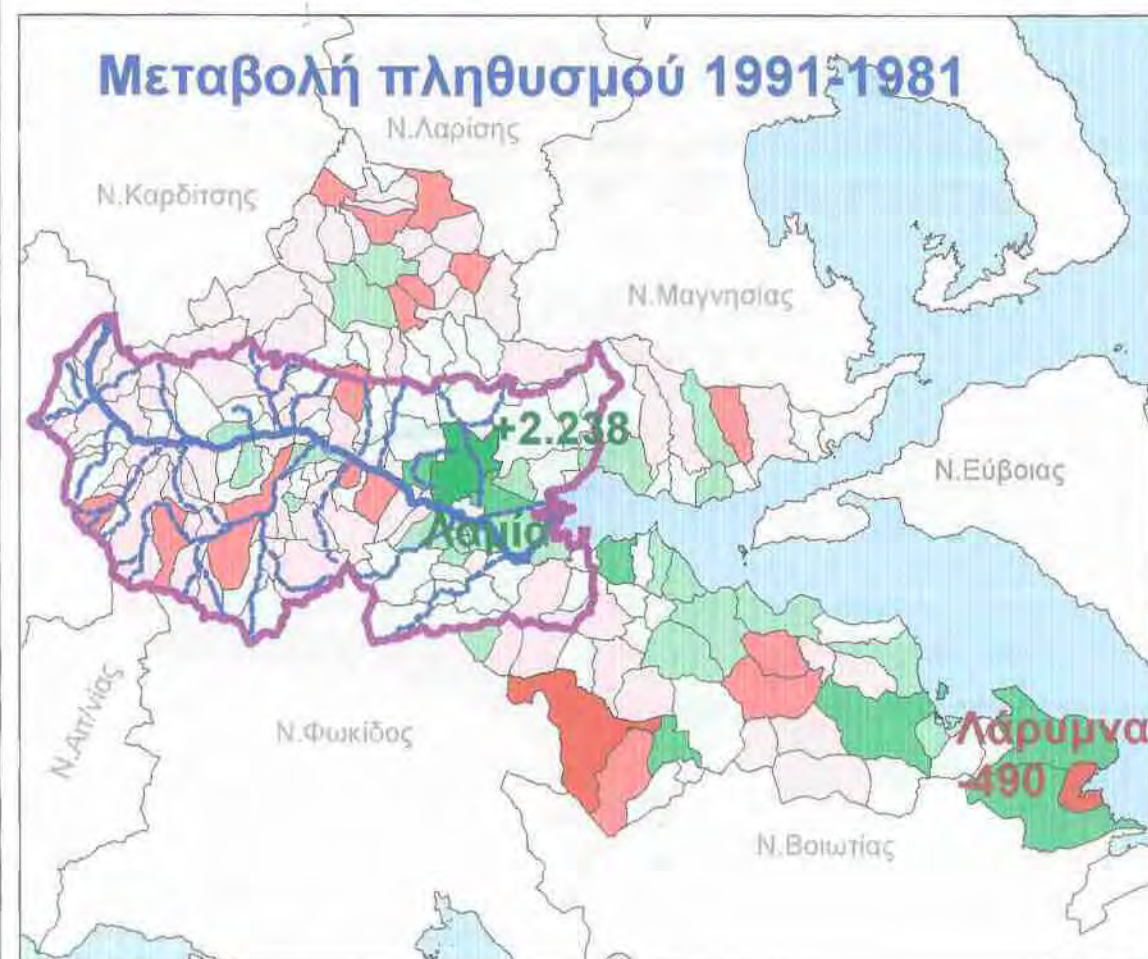 Μεταβολή πληθυσμού 1991-1981
Ν.Λαρίσης
Ν.Καρδίτσης
Ν.Μαγνησίας
+2.238
Ν.Εύβοιας
Λαμία
Ν.Αιτ/νίας
Ν.Φωκίδος
Λάρυμνα
-490
Ν.Βοιωτίας